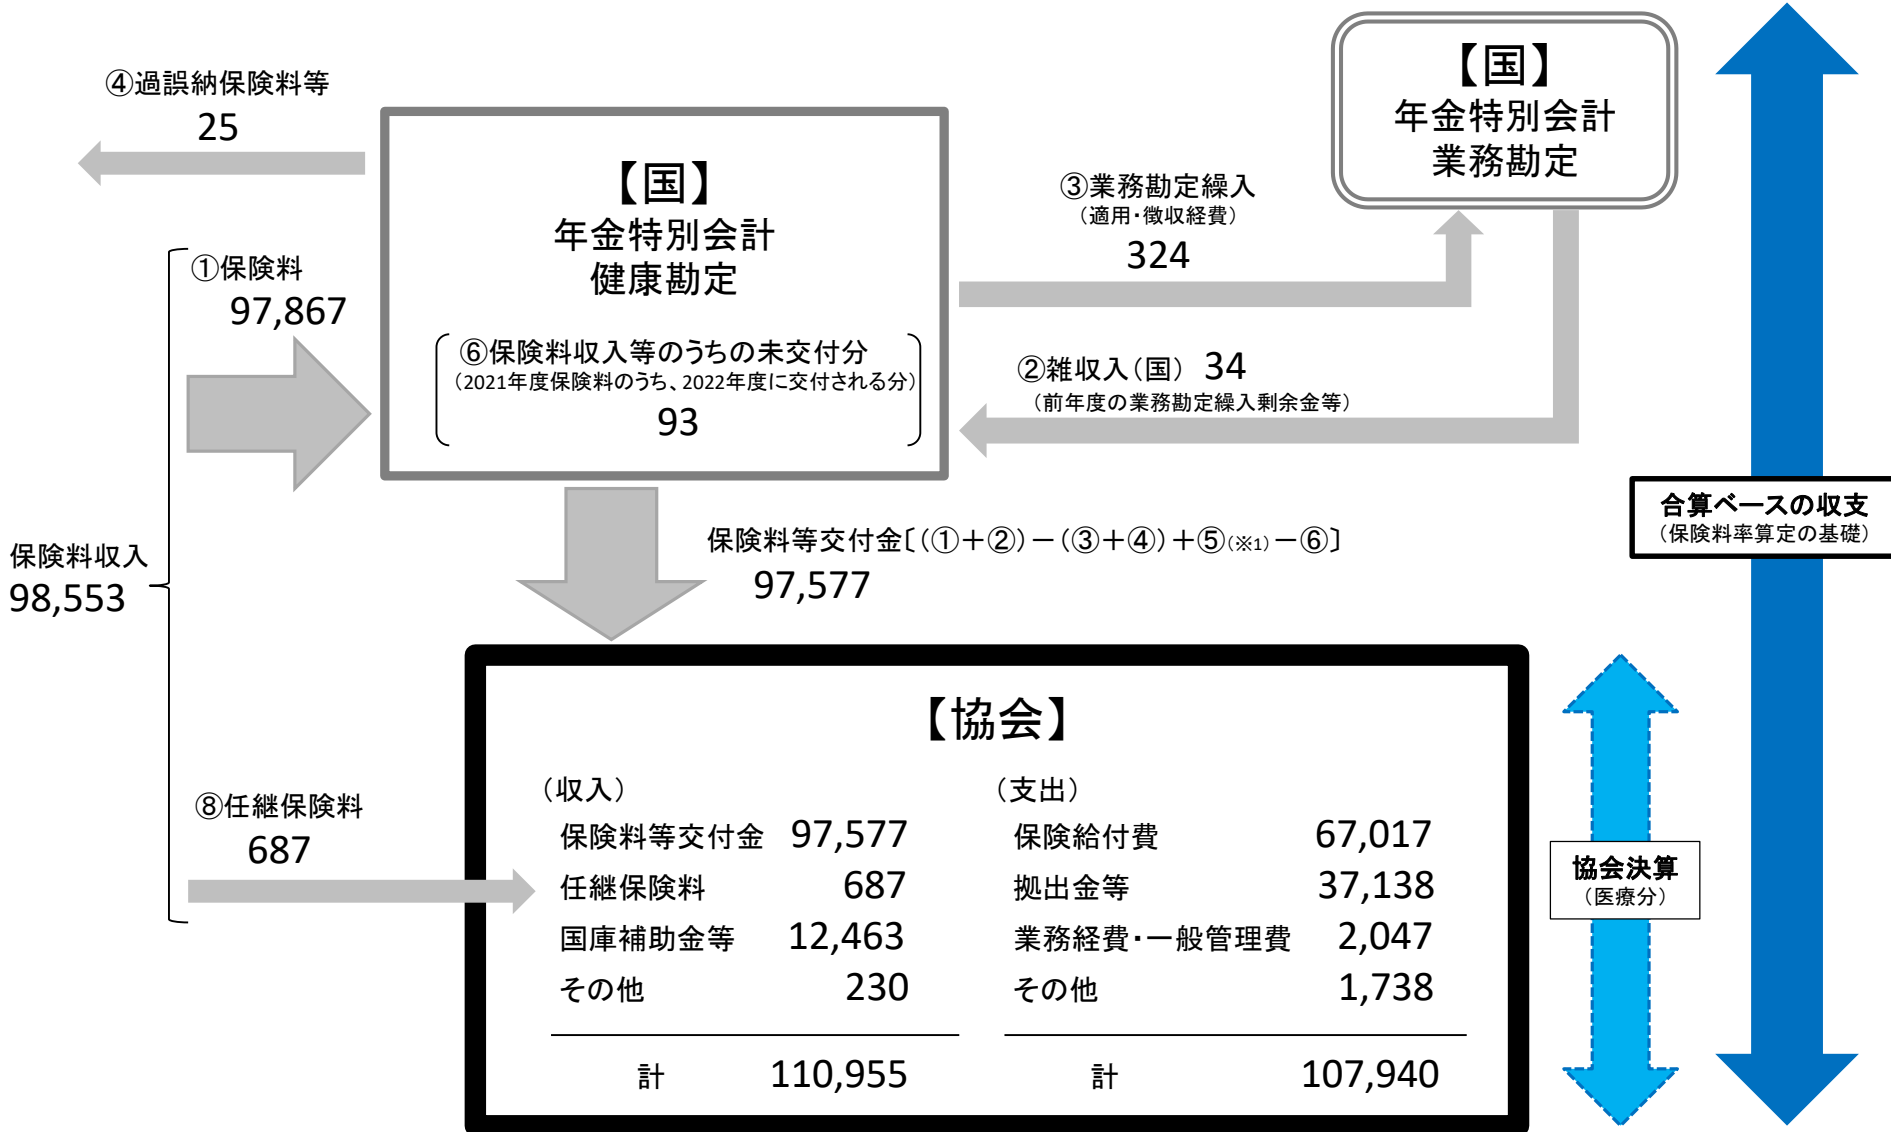 ④過誤納保険料等
25
【国】
年金特別会計
健康勘定
⑥保険料収入等のうちの未交付分
（2021年度保険料のうち、2022年度に交付される分）
93
【国】
年金特別会計
業務勘定
③業務勘定繰入
（適用・徴収経費）
324
②雑収入（国） 34
（前年度の業務勘定繰入剰余金等）
①保険料
97,867
保険料収入
98,553
保険料等交付金〔（①＋②）－（③＋④）＋⑤（※1）－⑥〕
97,577
合算ベースの収支
（保険料率算定の基礎）
⑧任継保険料
687
【協会】
（収入）
保険料等交付金 97,577
任継保険料 687
国庫補助金等 12,463
その他 230
計 110,955
（支出）
保険給付費 67,017
拠出金等 37,138
業務経費・一般管理費 2,047
その他 1,738
計 107,940
協会決算
（医療分）